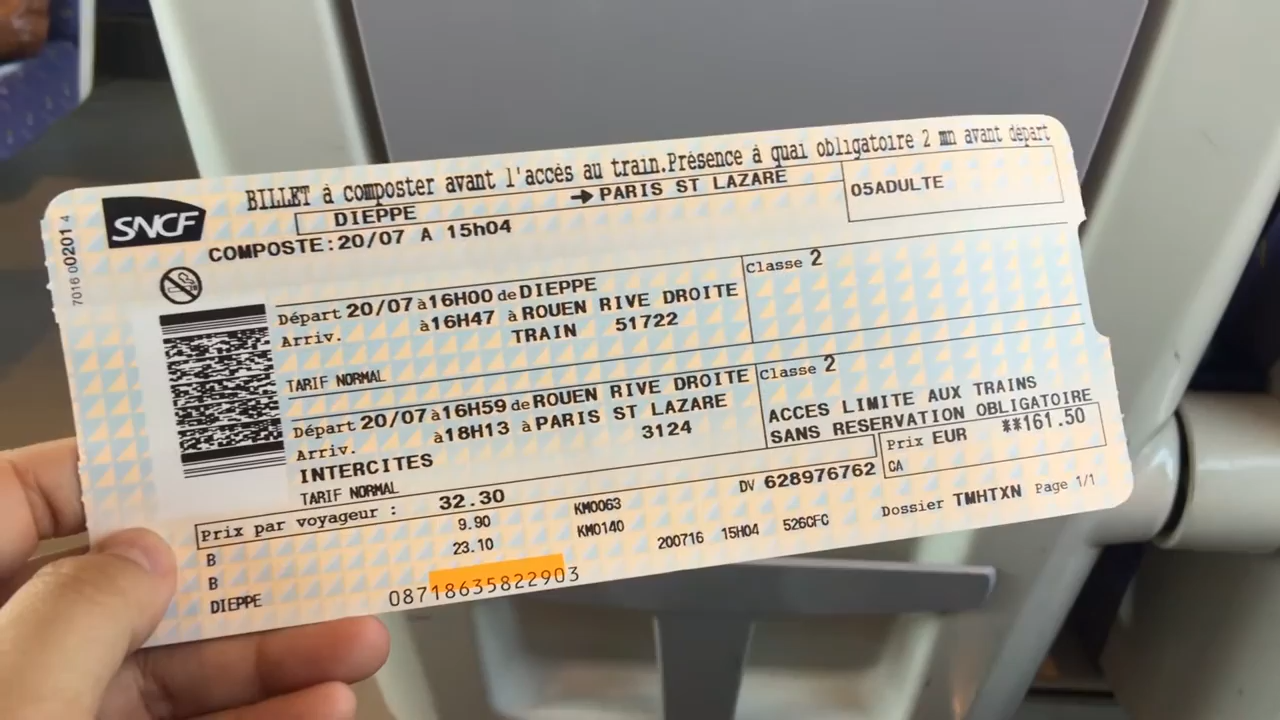 BILLET à composter avant l'accès au train.Présence à quai obligatoire 2 mn avant départ
SNCF
DIEPPE → PARIS ST LAZARE
05ADULTE
COMPOSTE:20/07 A 15h04
7016 00201 4
Départ 20/07 à 16H00 de DIEPPE
Classe 2
Arriv. à 16H47 à ROUEN RIVE DROITE
TRAIN 51722
TARIF NORMAL
Départ 20/07 à 16H59 de ROUEN RIVE DROITE
Classe 2
Arriv. à 18H13 à PARIS ST LAZARE
INTERCITES 3124
ACCES LIMITE AUX TRAINS
SANS RESERVATION OBLIGATOIRE
TARIF NORMAL
Prix EUR **161.50
CA
Prix par voyageur : 32.30
DV 628976762
B 9.90 KM0063
B 23.10 KM0140
200716 15H04 526CFC
Dossier TMHTXN Page 1/1
DIEPPE
08718635822903